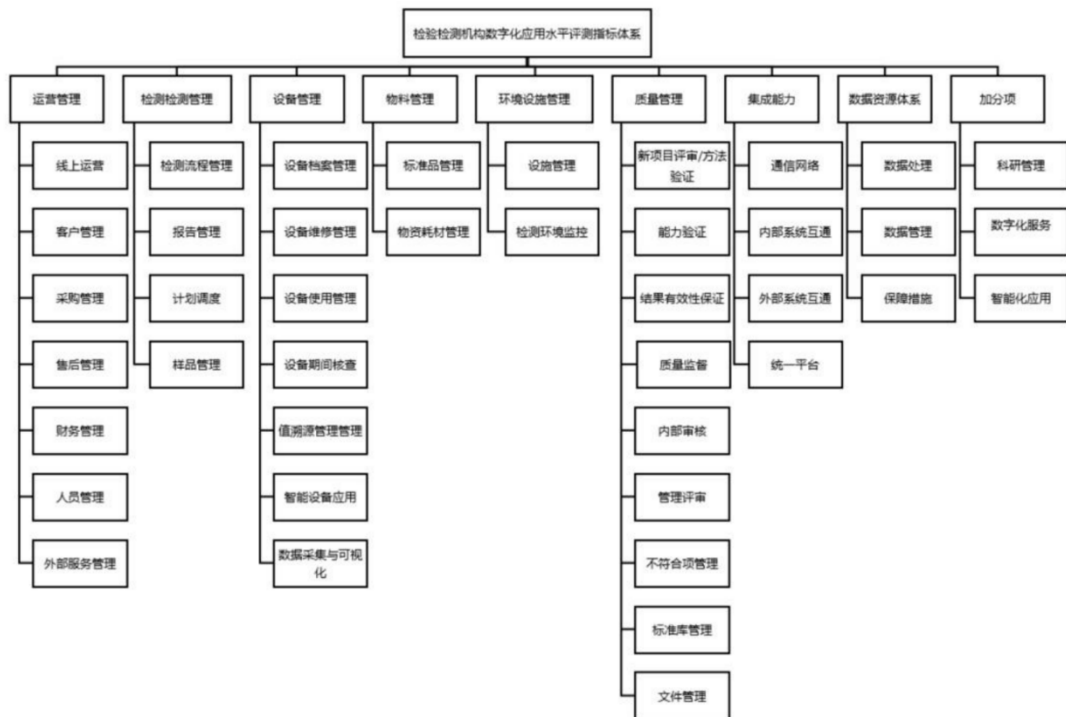 检验检测机构数字化应用水平评测指标体系
运营管理
检测检测管理
设备管理
物料管理
环境设施管理
质量管理
集成能力
数据资源体系
加分项
线上运营
客户管理
采购管理
售后管理
财务管理
人员管理
外部服务管理
检测流程管理
报告管理
计划调度
样品管理
设备档案管理
设备维修管理
设备使用管理
设备期间核查
值溯源管理管理
智能设备应用
数据采集与可视
化
标准品管理
物资耗材管理
设施管理
检测环境监控
新项目评审/方法
验证
能力验证
结果有效性保证
质量监督
内部审核
管理评审
不符合项管理
标准库管理
文件管理
通信网络
内部系统互通
外部系统互通
统一平台
数据处理
数据管理
保障措施
科研管理
数字化服务
智能化应用